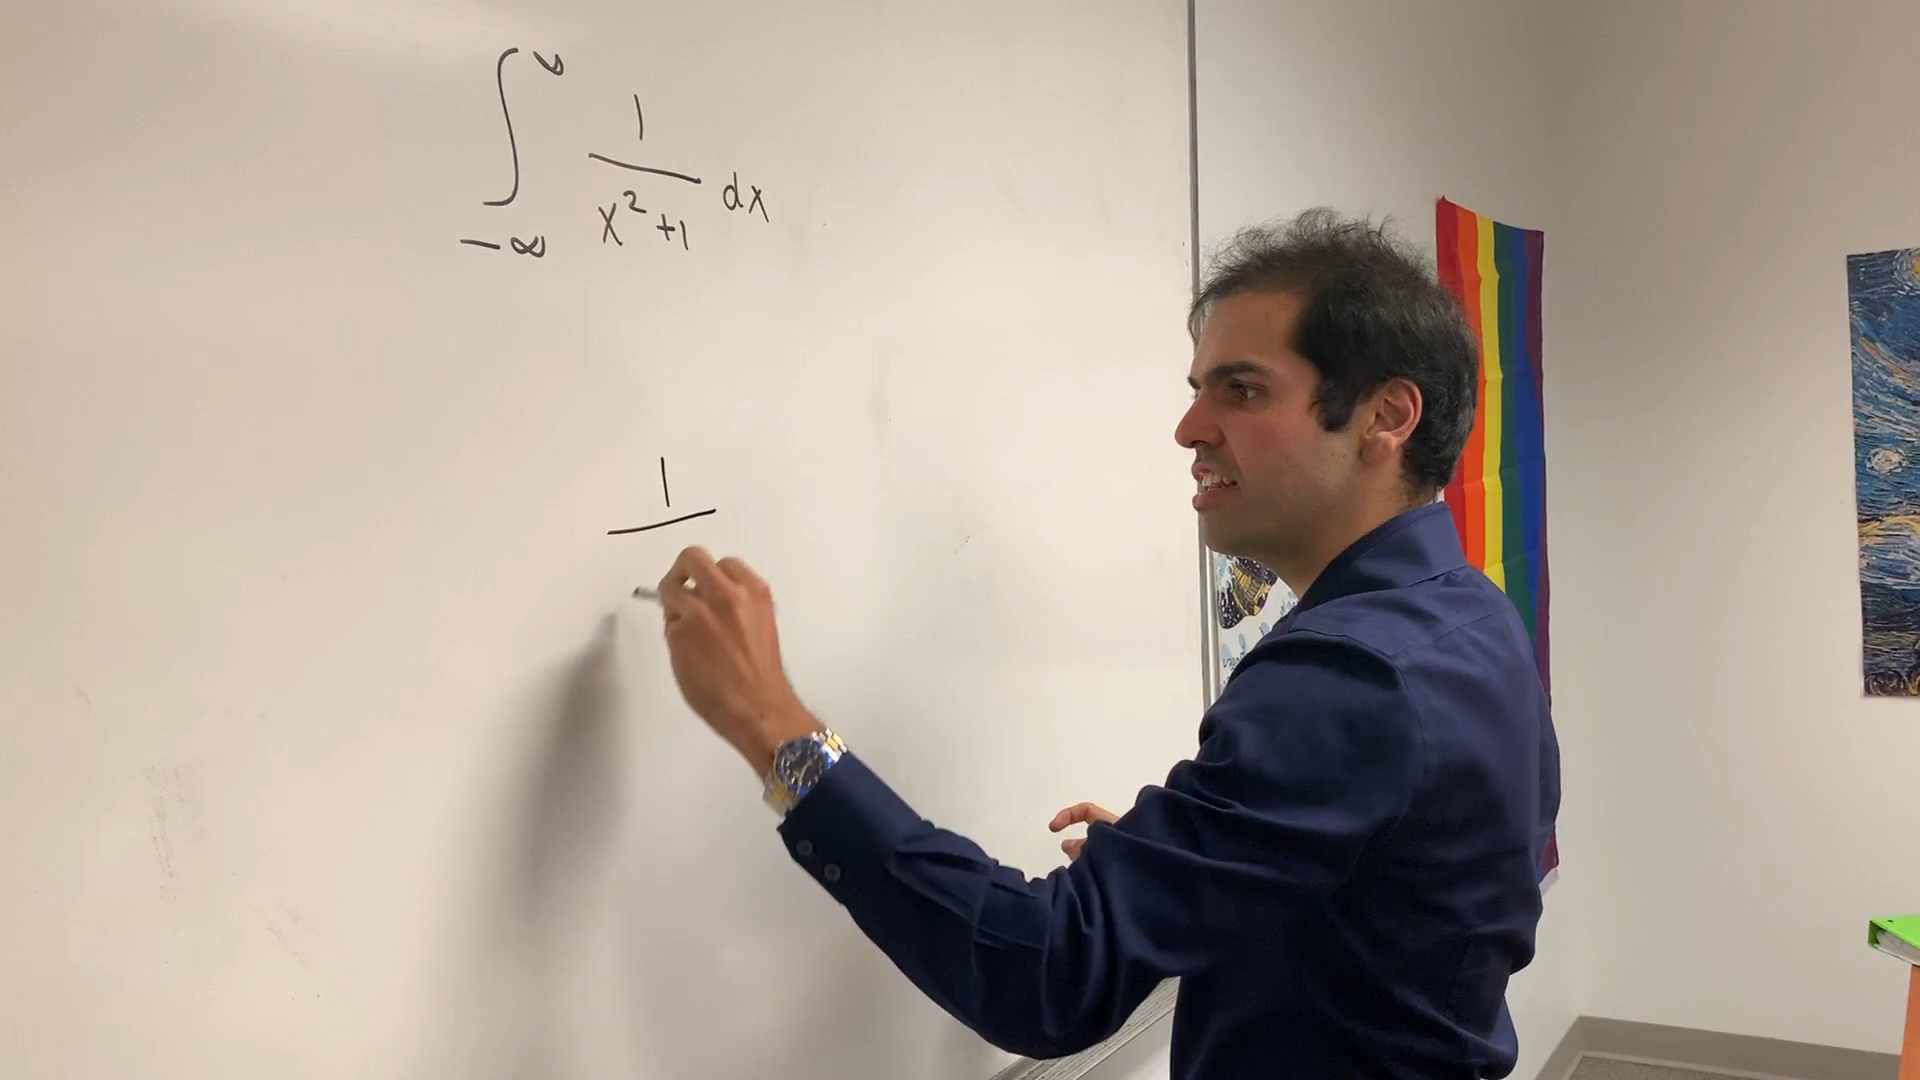 ∫_{-∞}^{∞} 1/(x²+1) dx
1